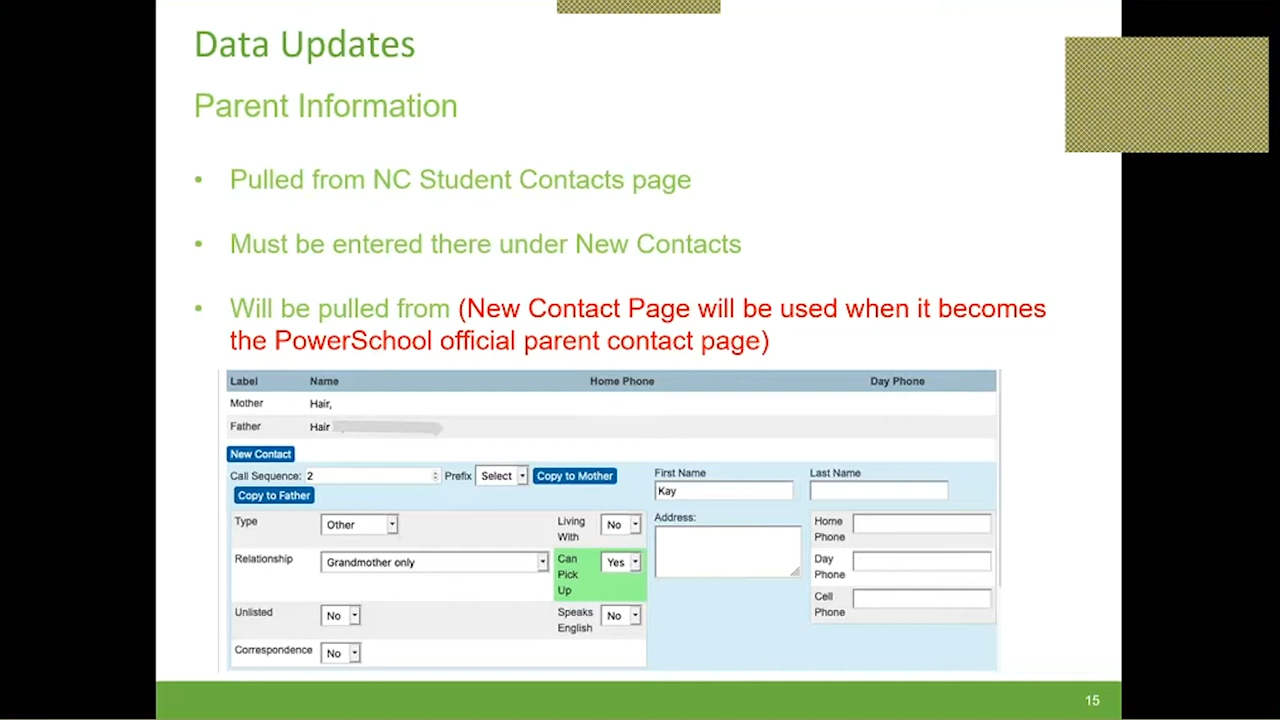 Data Updates
Parent Information
• Pulled from NC Student Contacts page
• Must be entered there under New Contacts
• Will be pulled from (New Contact Page will be used when it becomes
the PowerSchool official parent contact page)
Label Name Home Phone Day Phone
Mother Hair,
Father Hair
New Contact
Call Sequence: 2 Prefix Select Copy to Mother First Name Last Name
Copy to Father Kay
Type Other Living With No Address: Home Phone
Relationship Grandmother only Can Pick Up Yes Day Phone
Unlisted No Speaks English No Cell Phone
Correspondence No
15